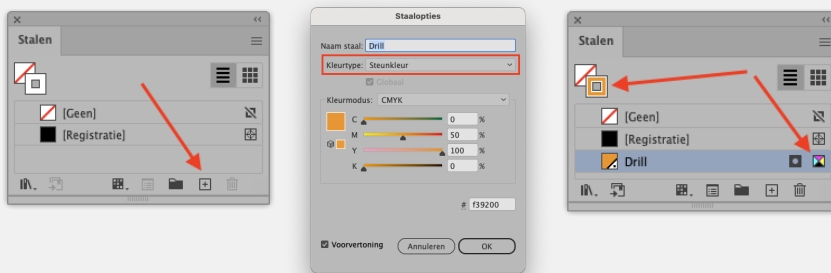 Stalen
[Geen]
[Registratie]
Staalopties
Naam staal: Drill
Kleurtype: Steunkleur
Globaal
Kleurmodus: CMYK
C 0 %
M 50 %
Y 100 %
K 0 %
# f39200
Voorvertoning Annuleren OK
Stalen
[Geen]
[Registratie]
Drill